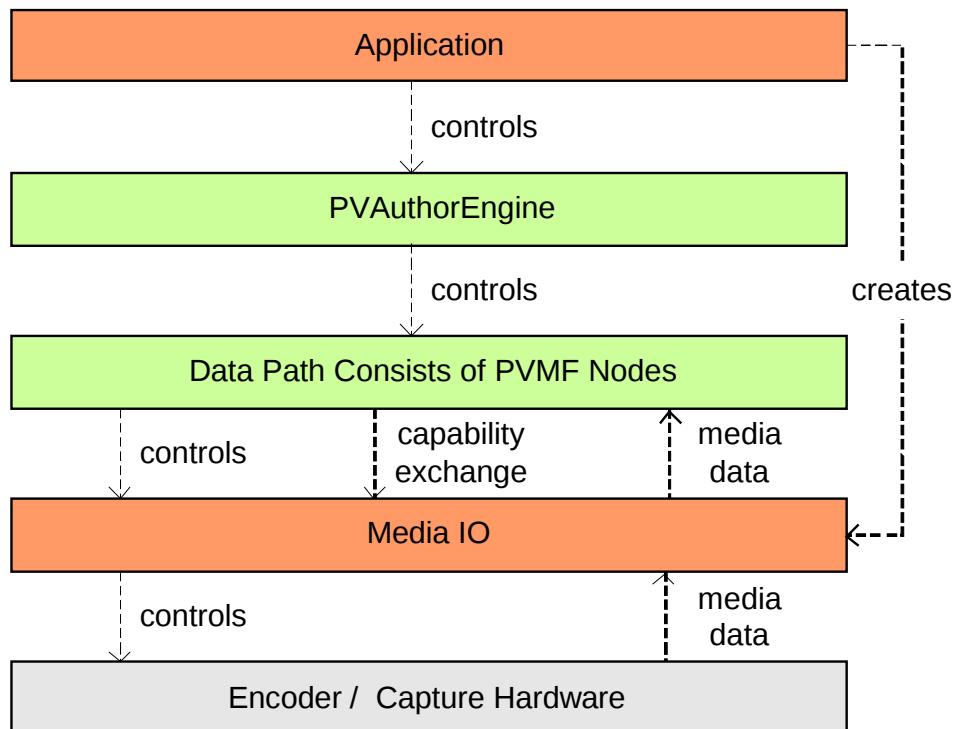 Application
controls
PVAuthorEngine
controls
creates
Data Path Consists of PVMF Nodes
controls
capability
exchange
media
data
Media IO
controls
media
data
Encoder /  Capture Hardware